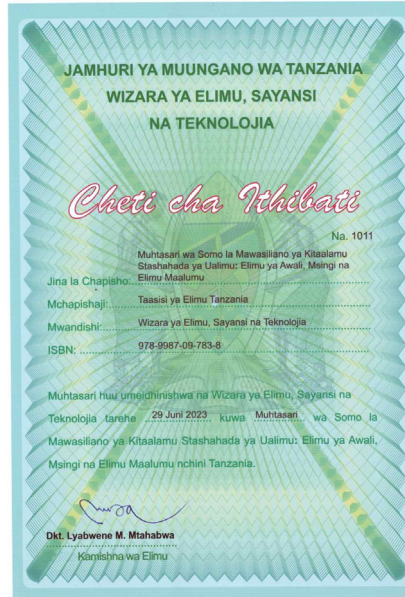 JAMHURI YA MUUNGANO WA TANZANIA
WIZARA YA ELIMU, SAYANSI
NA TEKNOLOJIA
Cheti cha Ithibati
Na. 1011
Muhtasari wa Somo la Mawasiliano ya Kitaalamu
Stashahada ya Ualimu: Elimu ya Awali, Msingi na
Jina la Chapisho: Elimu Maalumu
Mchapishaji: Taasisi ya Elimu Tanzania
Mwandishi: Wizara ya Elimu, Sayansi na Teknolojia
ISBN: 978-9987-09-783-8
Muhtasari huu umeidhinishwa na Wizara ya Elimu, Sayansi na
Teknolojia tarehe 29 Juni 2023 kuwa Muhtasari wa Somo la
Mawasiliano ya Kitaalamu Stashahada ya Ualimu: Elimu ya Awali,
Msingi na Elimu Maalumu nchini Tanzania.
Dkt. Lyabwene M. Mtahabwa
Kamishna wa Elimu